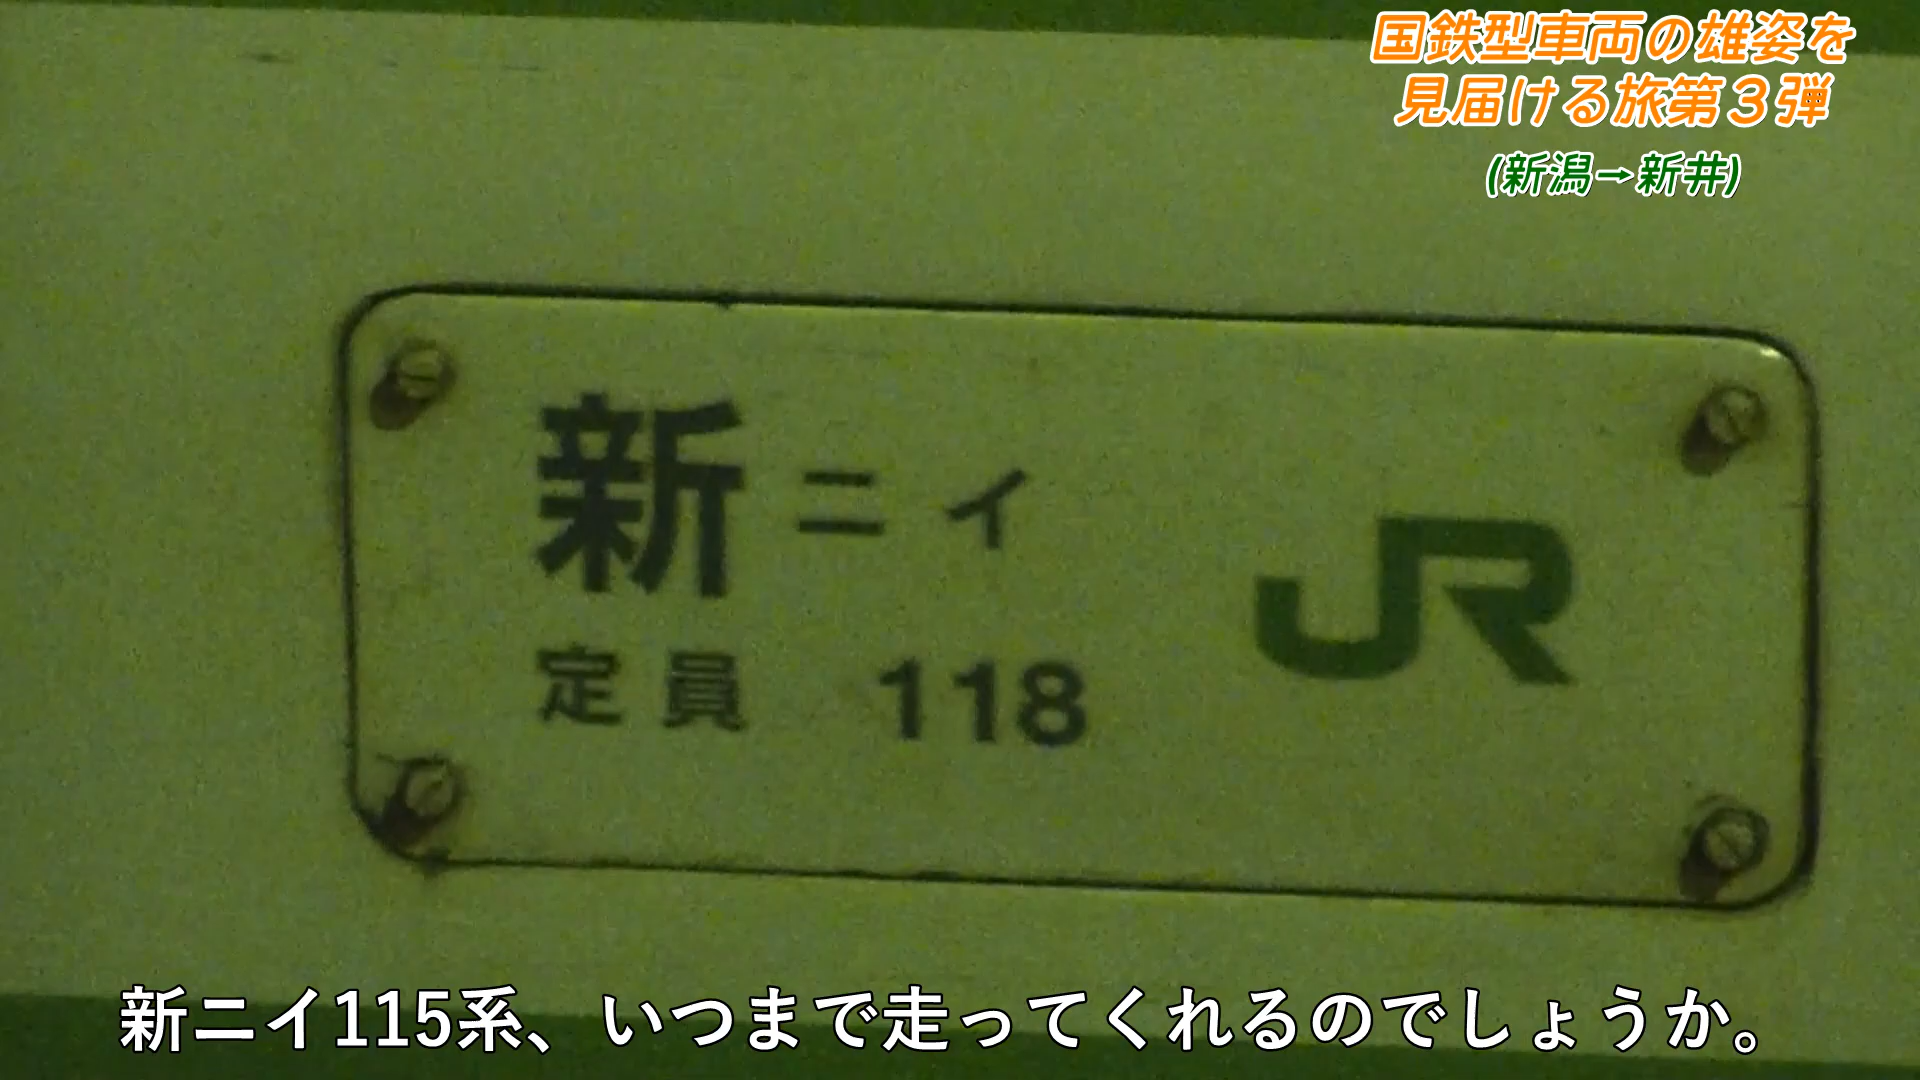 国鉄型車両の雄姿を
見届ける旅第３弾
(新潟→新井)
新ニイ
JR
定員 118
新ニイ115系、いつまで走ってくれるのでしょうか。